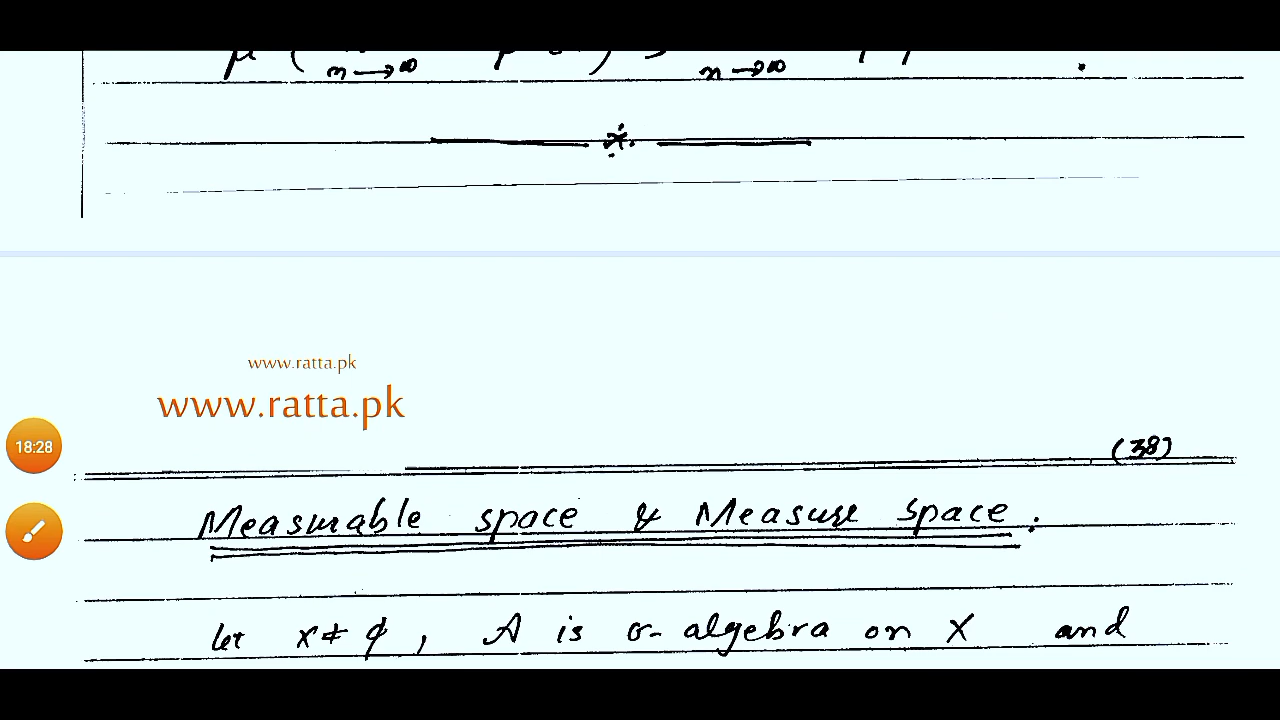 μ ( n→∞ ) n→∞ .
www.ratta.pk
www.ratta.pk
18:28
(38)
Measurable space & Measure Space :
let X ≠ φ , A is σ- algebra on X and